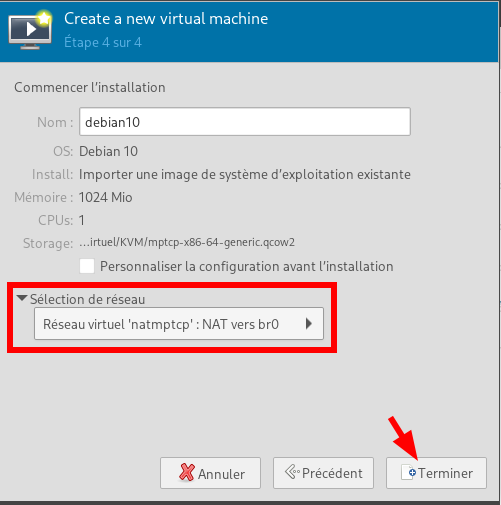 Create a new virtual machine
Étape 4 sur 4
Commencer l’installation
Nom : debian10
OS: Debian 10
Install: Importer une image de système d’exploitation existante
Mémoire : 1024 Mio
CPUs: 1
Storage: …irtuel/KVM/mptcp-x86-64-generic.qcow2
Personnaliser la configuration avant l’installation
Sélection de réseau
Réseau virtuel 'natmptcp' : NAT vers br0
Annuler Précédent Terminer